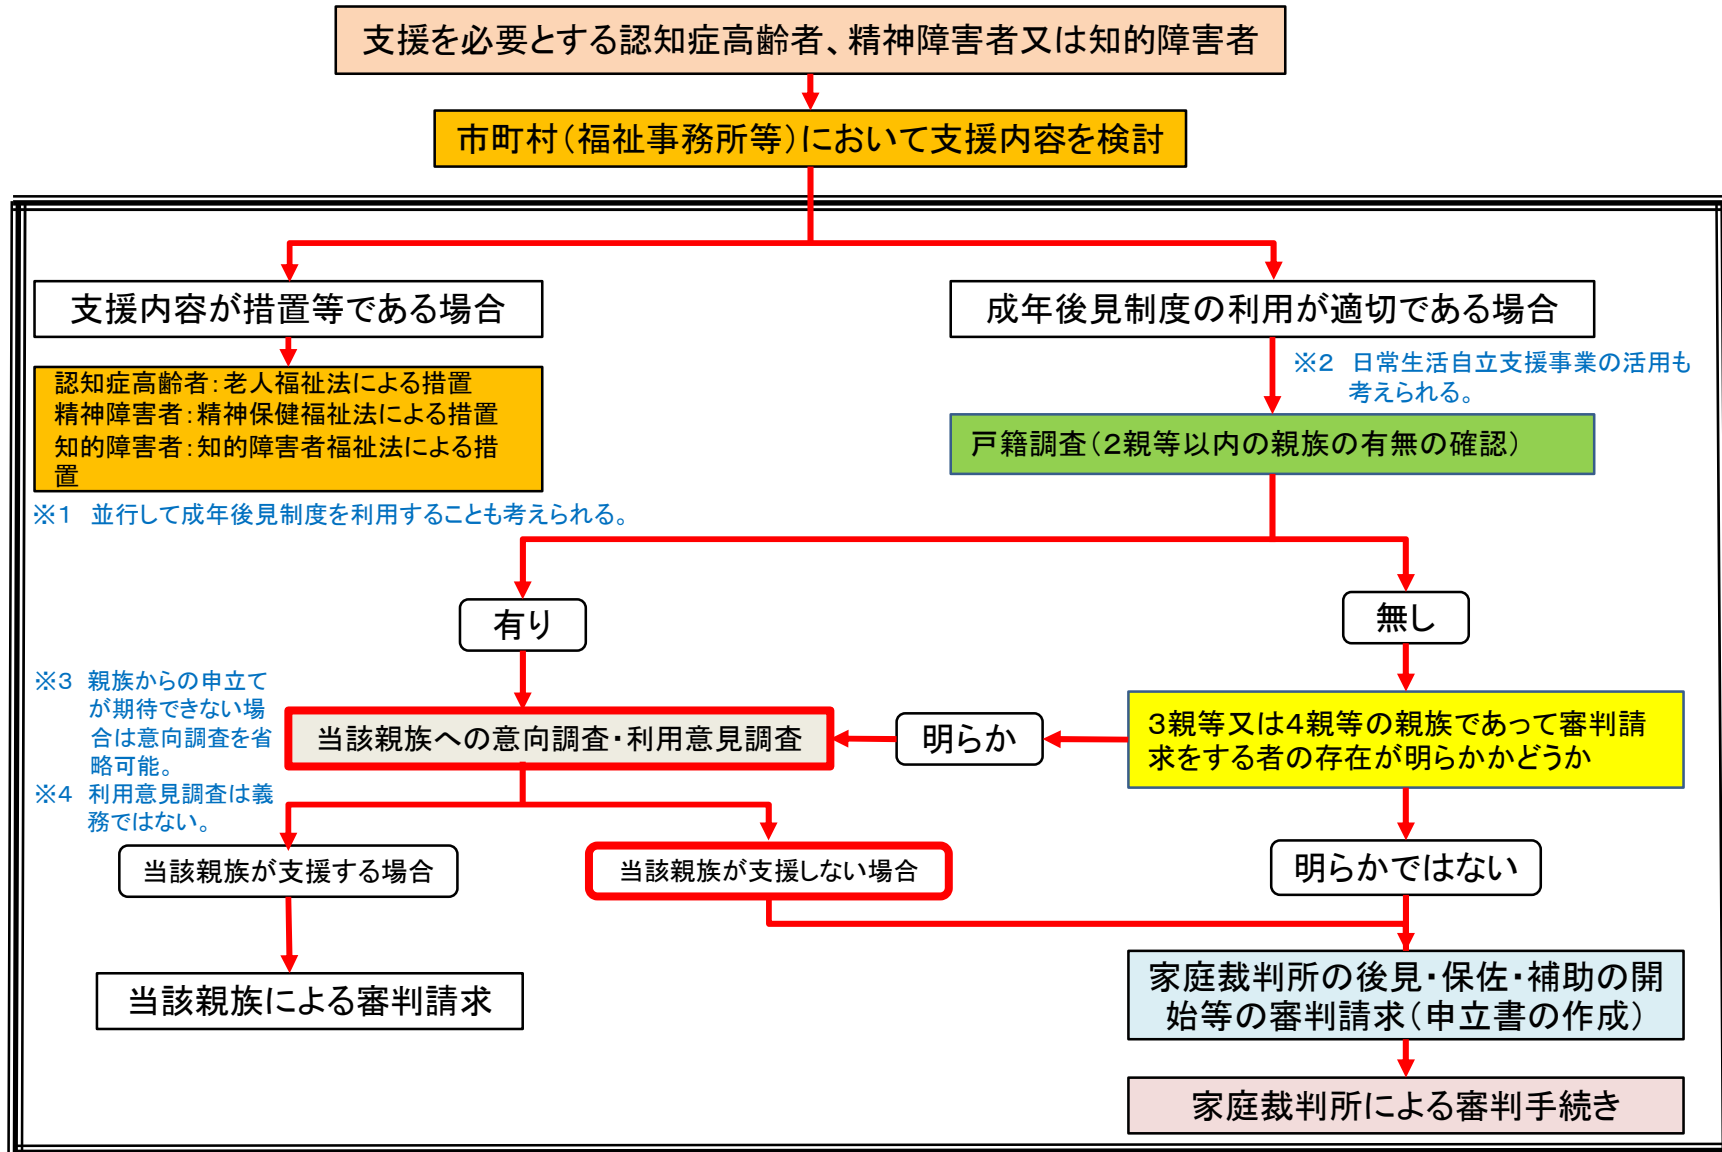 支援を必要とする認知症高齢者、精神障害者又は知的障害者
市町村（福祉事務所等）において支援内容を検討
支援内容が措置等である場合
成年後見制度の利用が適切である場合
認知症高齢者：老人福祉法による措置
精神障害者：精神保健福祉法による措置
知的障害者：知的障害者福祉法による措
置
※2　日常生活自立支援事業の活用も
考えられる。
戸籍調査（2親等以内の親族の有無の確認）
※1　並行して成年後見制度を利用することも考えられる。
有り
無し
※3　親族からの申立て
が期待できない場
合は意向調査を省
略可能。
※4　利用意見調査は義
務ではない。
当該親族への意向調査・利用意見調査
明らか
3親等又は4親等の親族であって審判請
求をする者の存在が明らかかどうか
当該親族が支援する場合
当該親族が支援しない場合
明らかではない
当該親族による審判請求
家庭裁判所の後見・保佐・補助の開
始等の審判請求（申立書の作成）
家庭裁判所による審判手続き